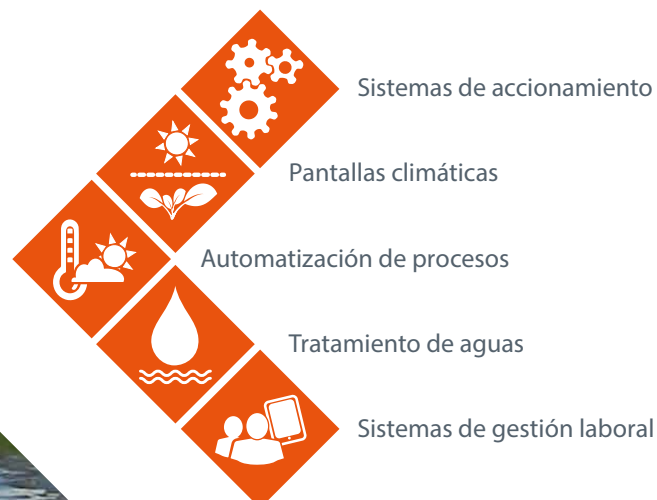 Sistemas de accionamiento
Pantallas climáticas
Automatización de procesos
Tratamiento de aguas
Sistemas de gestión laboral